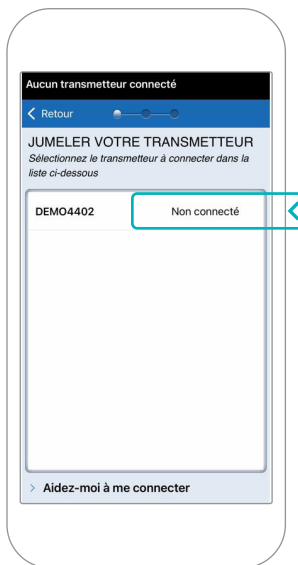 Aucun transmetteur connecté
Retour
JUMELER VOTRE TRANSMETTEUR
Sélectionnez le transmetteur à connecter dans la
liste ci-dessous
DEMO4402 Non connecté
Aidez-moi à me connecter